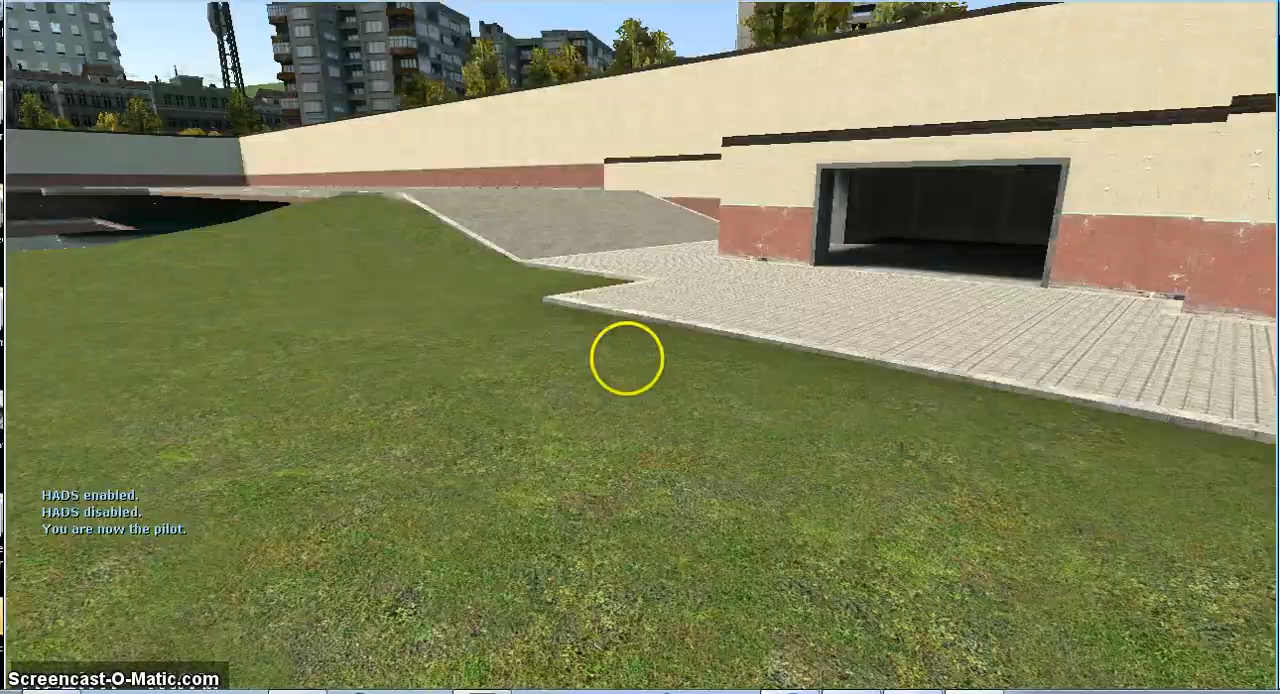 HADS enabled.
HADS disabled.
You are now the pilot.
Screencast-O-Matic.com